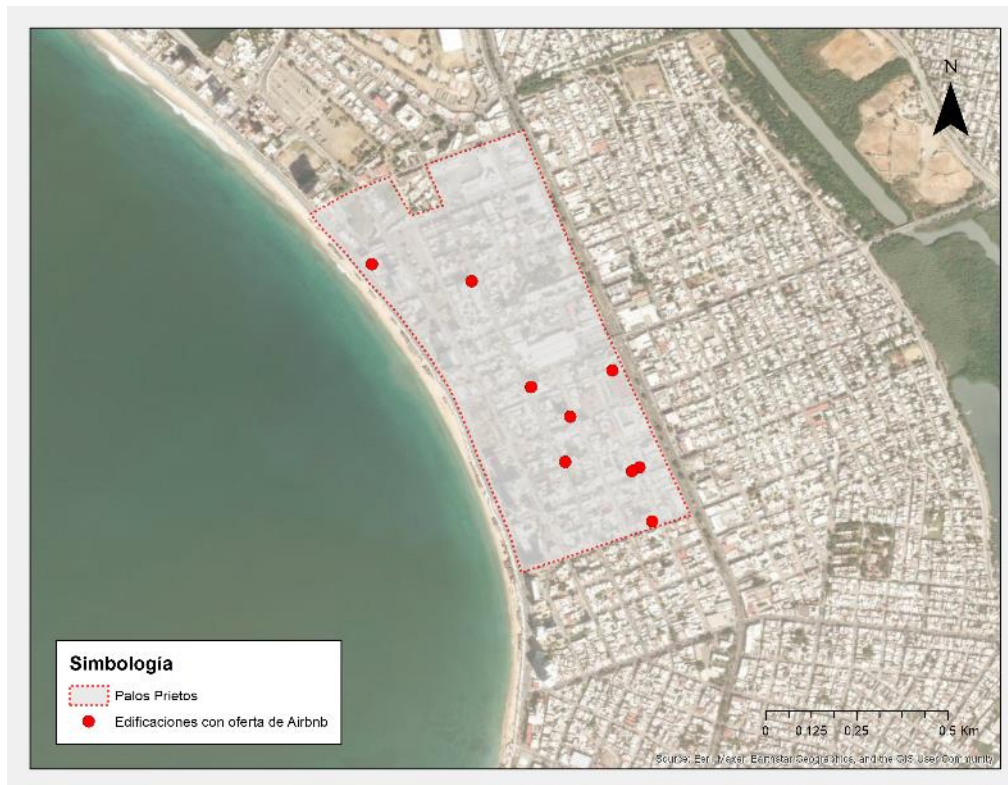 N
Simbología
Palos Prietos
Edificaciones con oferta de Airbnb
0 0.125 0.25 0.5 Km
Source: Esri, Maxar, Earthstar Geographics, and the GIS User Community